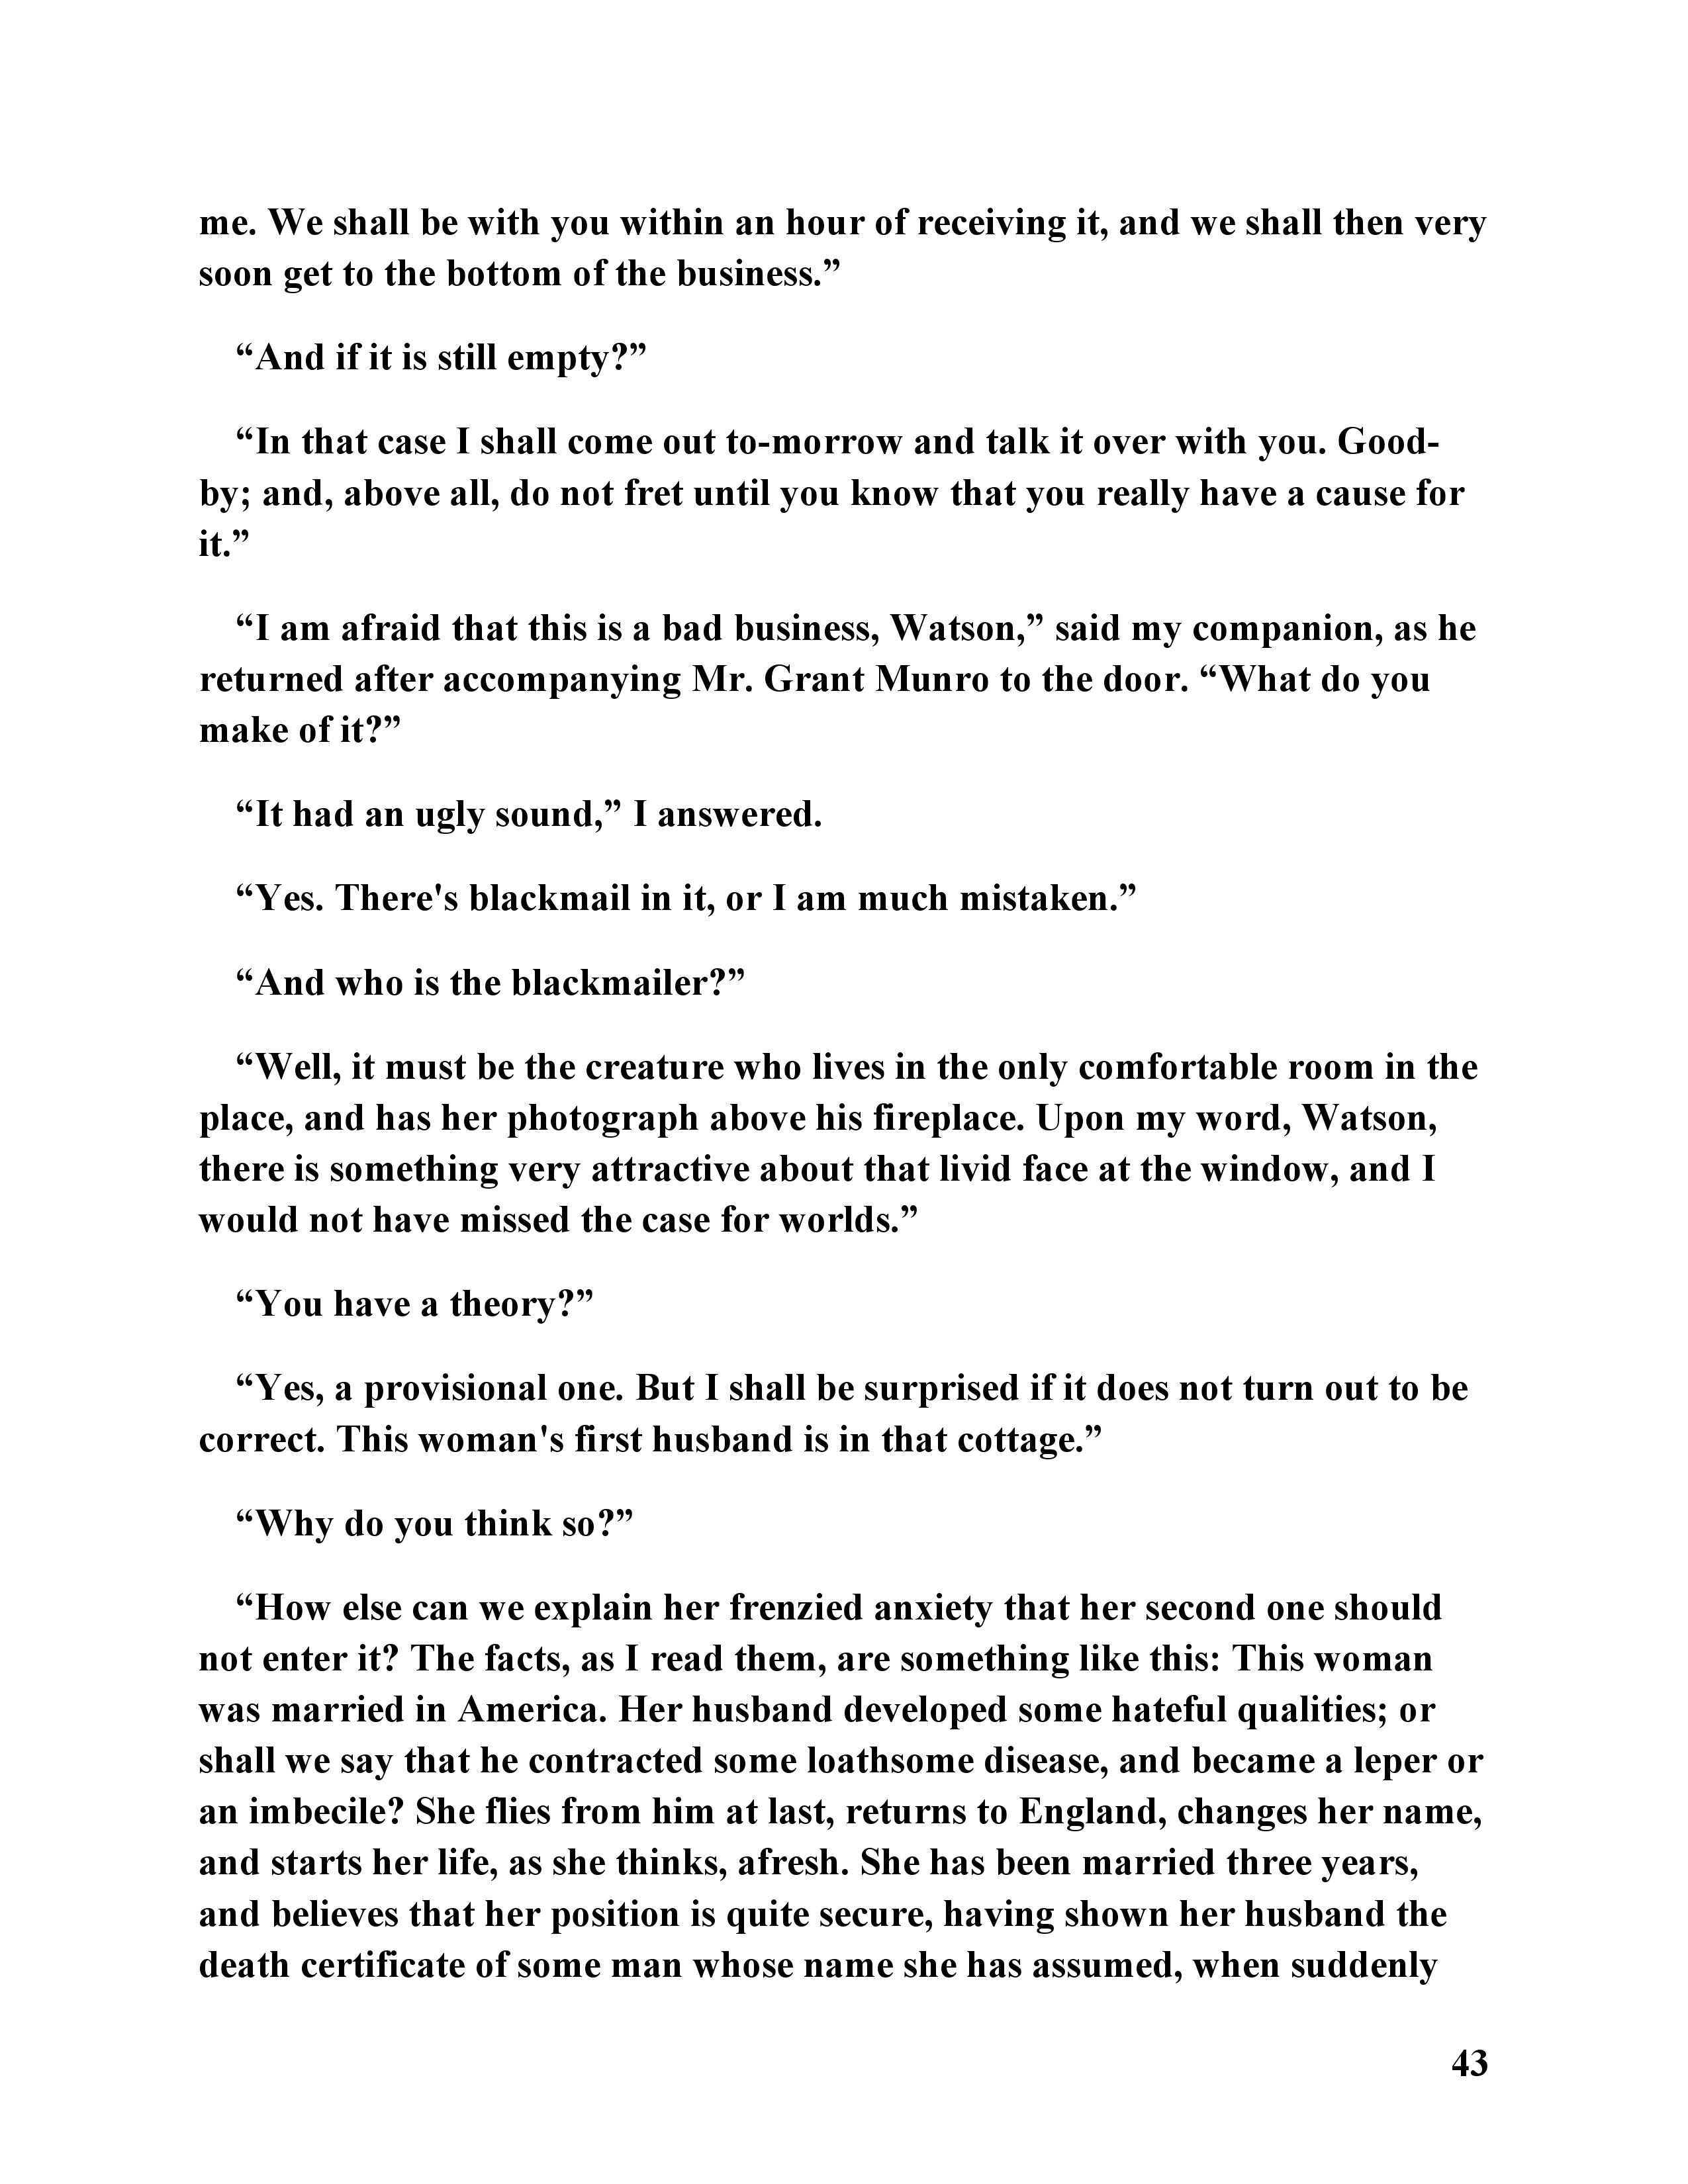 me. We shall be with you within an hour of receiving it, and we shall then very
soon get to the bottom of the business.”
“And if it is still empty?”
“In that case I shall come out to-morrow and talk it over with you. Good-
by; and, above all, do not fret until you know that you really have a cause for
it.”
“I am afraid that this is a bad business, Watson,” said my companion, as he
returned after accompanying Mr. Grant Munro to the door. “What do you
make of it?”
“It had an ugly sound,” I answered.
“Yes. There's blackmail in it, or I am much mistaken.”
“And who is the blackmailer?”
“Well, it must be the creature who lives in the only comfortable room in the
place, and has her photograph above his fireplace. Upon my word, Watson,
there is something very attractive about that livid face at the window, and I
would not have missed the case for worlds.”
“You have a theory?”
“Yes, a provisional one. But I shall be surprised if it does not turn out to be
correct. This woman's first husband is in that cottage.”
“Why do you think so?”
“How else can we explain her frenzied anxiety that her second one should
not enter it? The facts, as I read them, are something like this: This woman
was married in America. Her husband developed some hateful qualities; or
shall we say that he contracted some loathsome disease, and became a leper or
an imbecile? She flies from him at last, returns to England, changes her name,
and starts her life, as she thinks, afresh. She has been married three years,
and believes that her position is quite secure, having shown her husband the
death certificate of some man whose name she has assumed, when suddenly
43